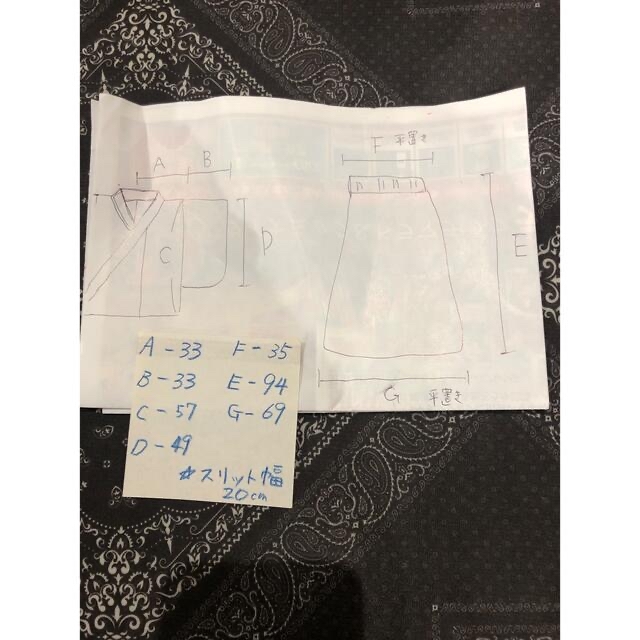 F 平置き
A B
C D E
G 平置き
A-33 F-35
B-33 E-94
C-57 G-69
D-49
☆スリット幅
20cm